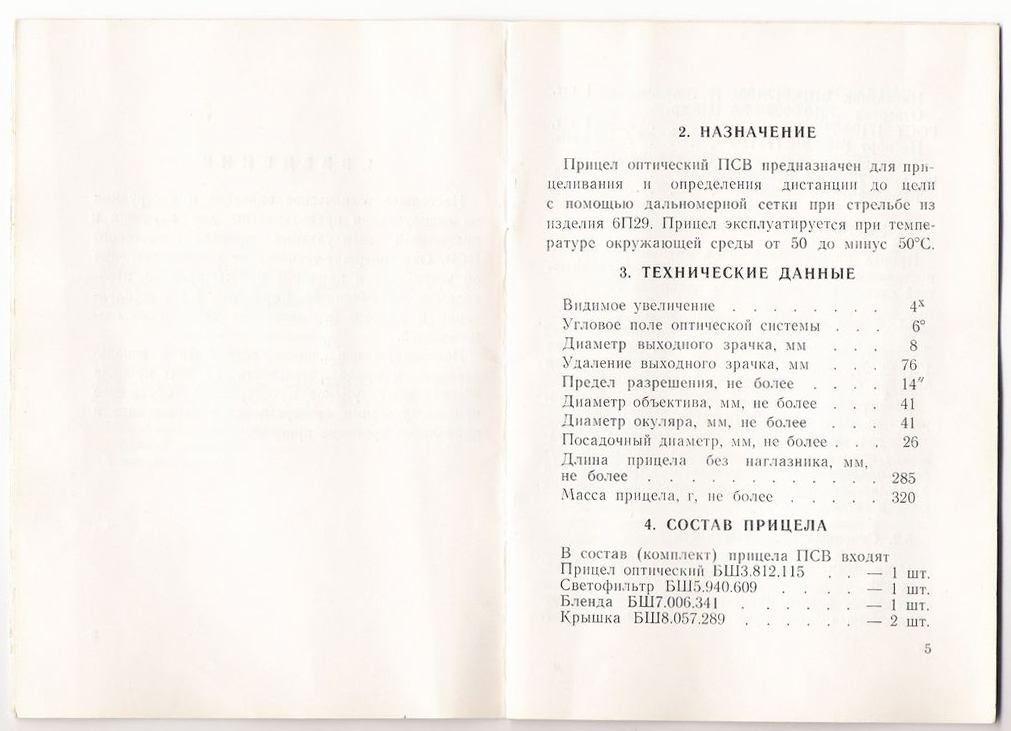 2. НАЗНАЧЕНИЕ
Прицел оптический ПСВ предназначен для при-
целивания и определения дистанции до цели
с помощью дальномерной сетки при стрельбе из
изделия 6П29. Прицел эксплуатируется при темпе-
ратуре окружающей среды от 50 до минус 50°С.
3. ТЕХНИЧЕСКИЕ ДАННЫЕ
Видимое увеличение . . . . . . . . 4ˣ
Угловое поле оптической системы . . . 6°
Диаметр выходного зрачка, мм . . . 8
Удаление выходного зрачка, мм . . . 76
Предел разрешения, не более . . . . 14″
Диаметр объектива, мм, не более . . . 41
Диаметр окуляра, мм, не более . . . 41
Посадочный диаметр, мм, не более . . . 26
Длина прицела без наглазника, мм,
не более . . . . . . . . . . . . 285
Масса прицела, г, не более . . . . . 320
4. СОСТАВ ПРИЦЕЛА
В состав (комплект) прицела ПСВ входят
Прицел оптический БШ3.812.115 . . — 1 шт.
Светофильтр БШ5.940.609 . . . . — 1 шт.
Бленда БШ7.006.341 . . . . . . — 1 шт.
Крышка БШ8.057.289 . . . . . . — 2 шт.
5